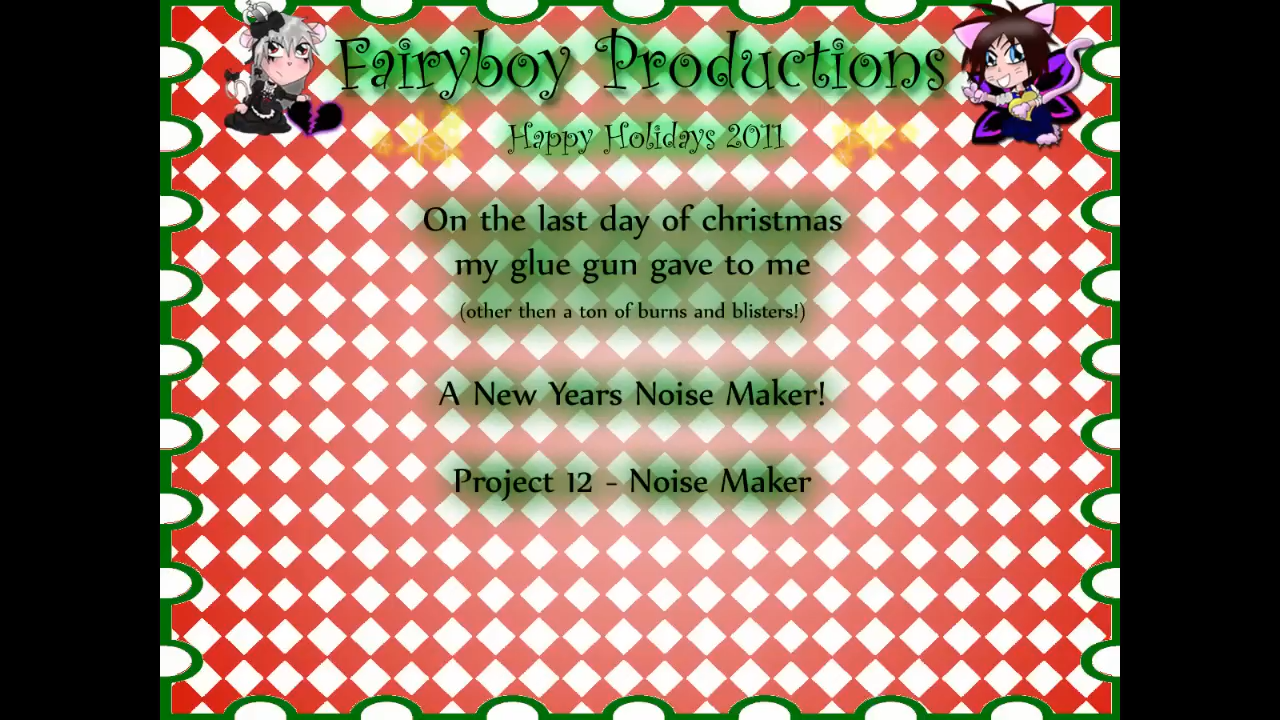 Fairyboy Productions
Happy Holidays 2011
On the last day of christmas
my glue gun gave to me
(other then a ton of burns and blisters!)
A New Years Noise Maker!
Project 12 - Noise Maker